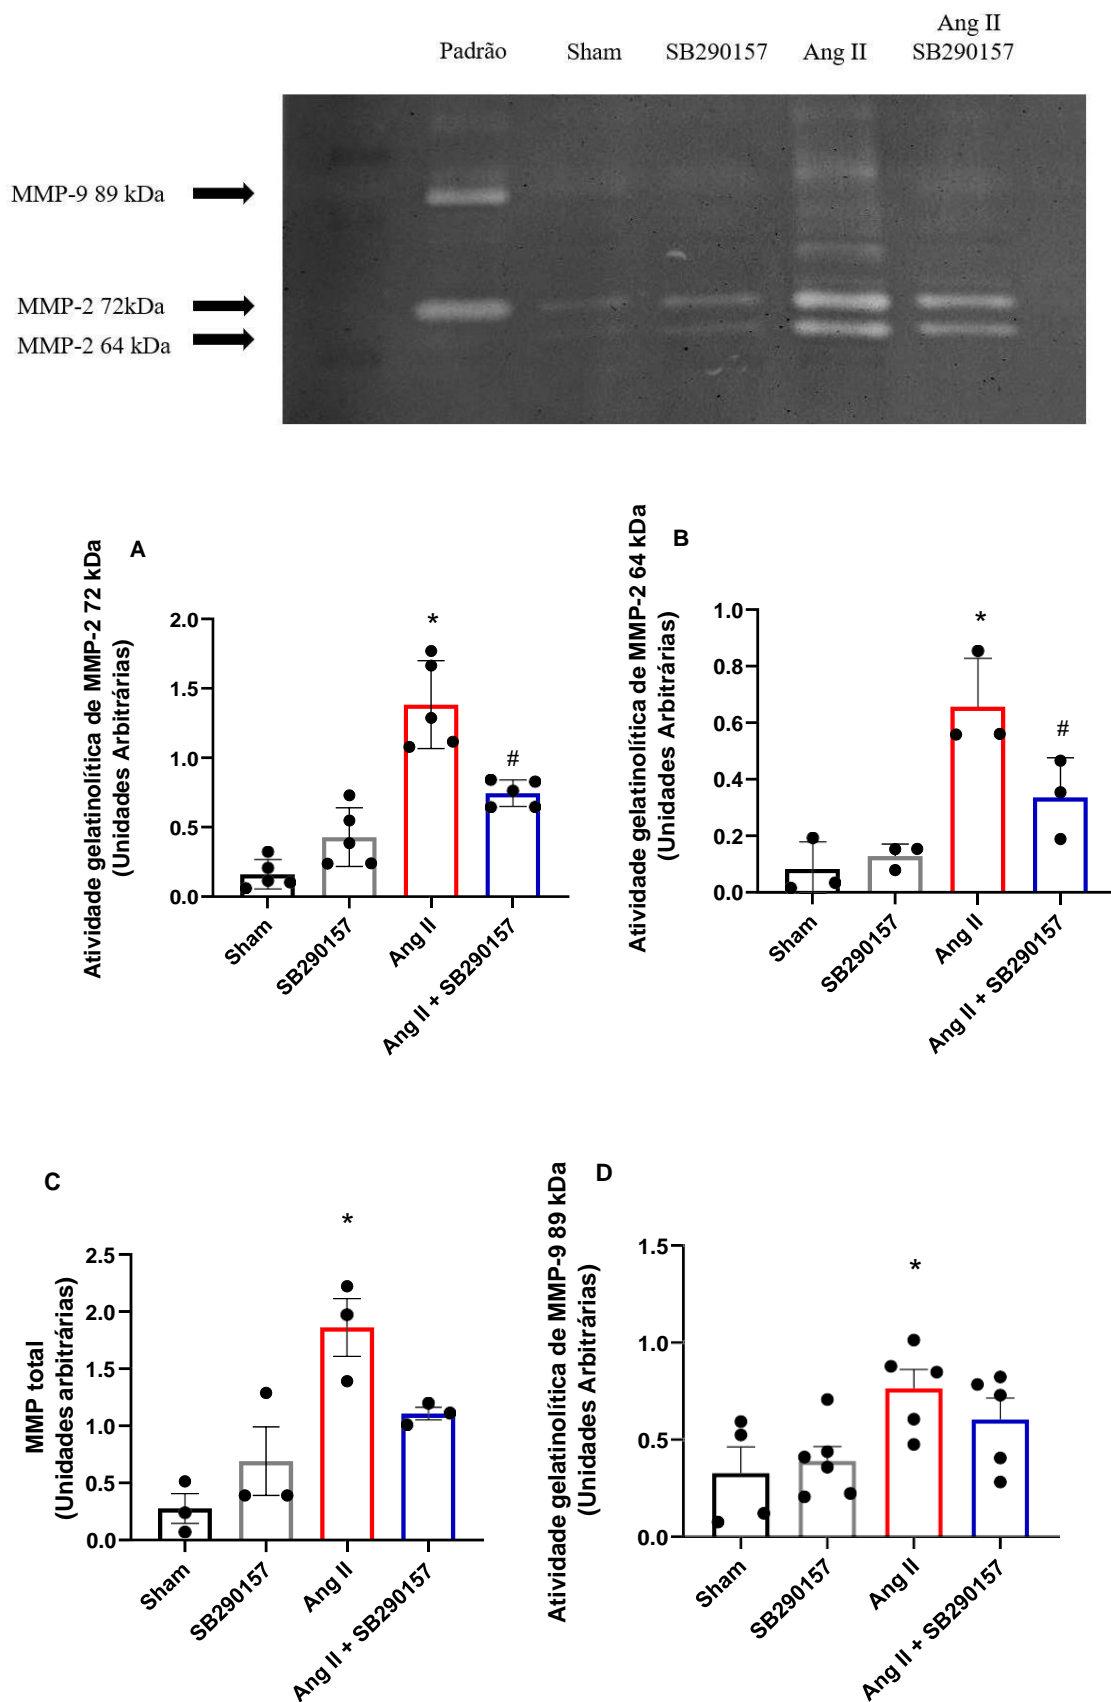 Ang II
Padrão Sham SB290157 Ang II SB290157
MMP-9 89 kDa
MMP-2 72kDa
MMP-2 64 kDa
A
Atividade gelatinolítica de MMP-2 72 kDa
(Unidades Arbitrárias)
2.0
1.5
1.0
0.5
0.0
*
#
Sham
SB290157
Ang II
Ang II + SB290157
B
Atividade gelatinolítica de MMP-2 64 kDa
(Unidades Arbitrárias)
1.0
0.8
0.6
0.4
0.2
0.0
*
#
Sham
SB290157
Ang II
Ang II + SB290157
C
MMP total
(Unidades arbitrárias)
2.5
2.0
1.5
1.0
0.5
0.0
*
Sham
SB290157
Ang II
Ang II + SB290157
D
Atividade gelatinolítica de MMP-9 89 kDa
(Unidades Arbitrárias)
1.5
1.0
0.5
0.0
*
Sham
SB290157
Ang II
Ang II + SB290157